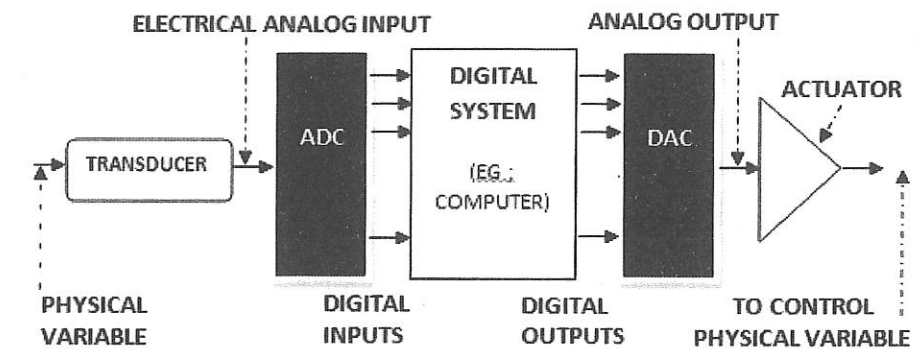 ELECTRICAL ANALOG INPUT
ANALOG OUTPUT
TRANSDUCER
ADC
DIGITAL
SYSTEM
(EG.:
COMPUTER)
DAC
ACTUATOR
PHYSICAL
VARIABLE
DIGITAL
INPUTS
DIGITAL
OUTPUTS
TO CONTROL
PHYSICAL VARIABLE